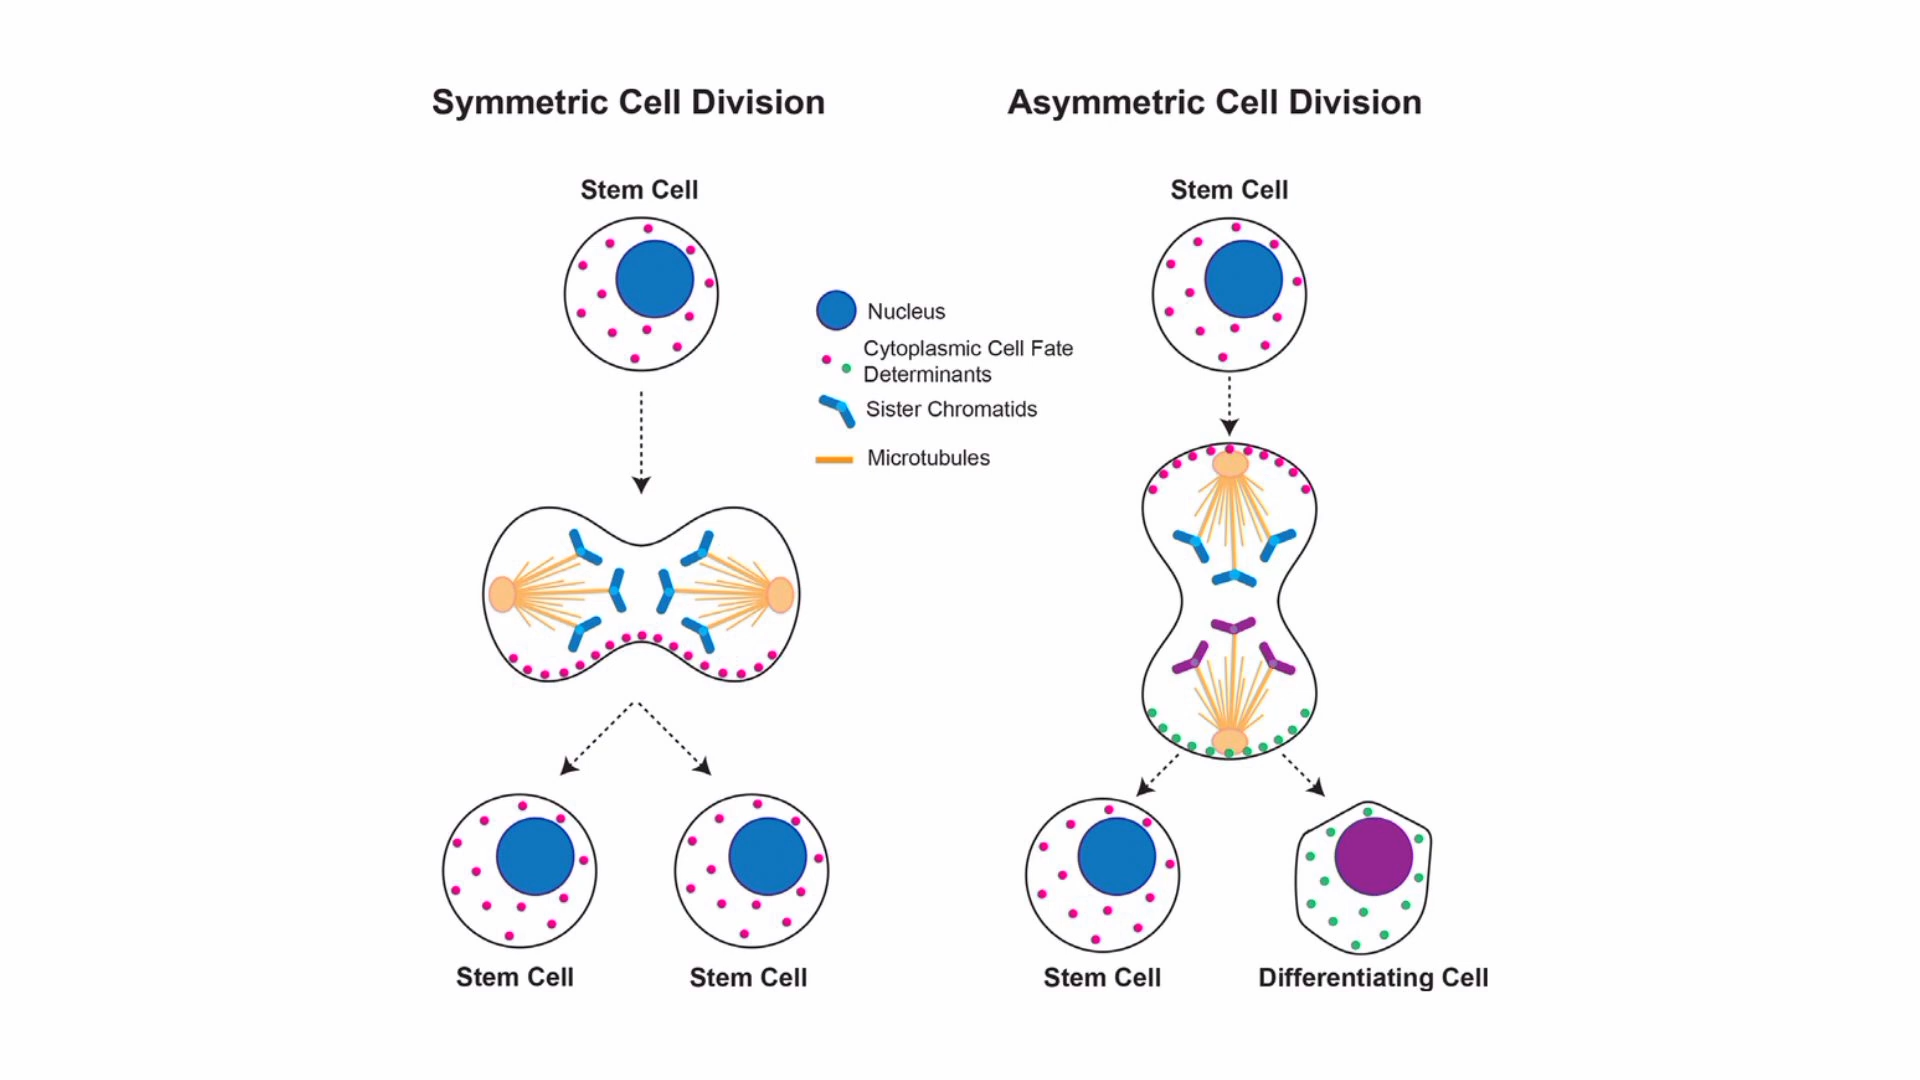 Symmetric Cell Division
Asymmetric Cell Division
Stem Cell
Stem Cell
Nucleus
Cytoplasmic Cell Fate
Determinants
Sister Chromatids
Microtubules
Stem Cell
Stem Cell
Stem Cell
Differentiating Cell